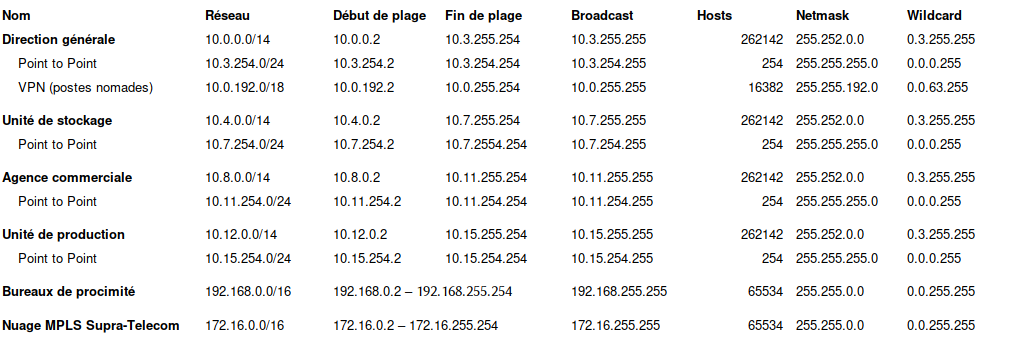 Nom Réseau Début de plage Fin de plage Broadcast Hosts Netmask Wildcard
Direction générale 10.0.0.0/14 10.0.0.2 10.3.255.254 10.3.255.255 262142 255.252.0.0 0.3.255.255
Point to Point 10.3.254.0/24 10.3.254.2 10.3.254.254 10.3.254.255 254 255.255.255.0 0.0.0.255
VPN (postes nomades) 10.0.192.0/18 10.0.192.2 10.0.255.254 10.0.255.255 16382 255.255.192.0 0.0.63.255
Unité de stockage 10.4.0.0/14 10.4.0.2 10.7.255.254 10.7.255.255 262142 255.252.0.0 0.3.255.255
Point to Point 10.7.254.0/24 10.7.254.2 10.7.2554.254 10.7.254.255 254 255.255.255.0 0.0.0.255
Agence commerciale 10.8.0.0/14 10.8.0.2 10.11.255.254 10.11.255.255 262142 255.252.0.0 0.3.255.255
Point to Point 10.11.254.0/24 10.11.254.2 10.11.254.254 10.11.254.255 254 255.255.255.0 0.0.0.255
Unité de production 10.12.0.0/14 10.12.0.2 10.15.255.254 10.15.255.255 262142 255.252.0.0 0.3.255.255
Point to Point 10.15.254.0/24 10.15.254.2 10.15.254.254 10.15.254.255 254 255.255.255.0 0.0.0.255
Bureaux de procimité 192.168.0.0/16 192.168.0.2 – 192.168.255.254 192.168.255.255 65534 255.255.0.0 0.0.255.255
Nuage MPLS Supra-Telecom 172.16.0.0/16 172.16.0.2 – 172.16.255.254 172.16.255.255 65534 255.255.0.0 0.0.255.255